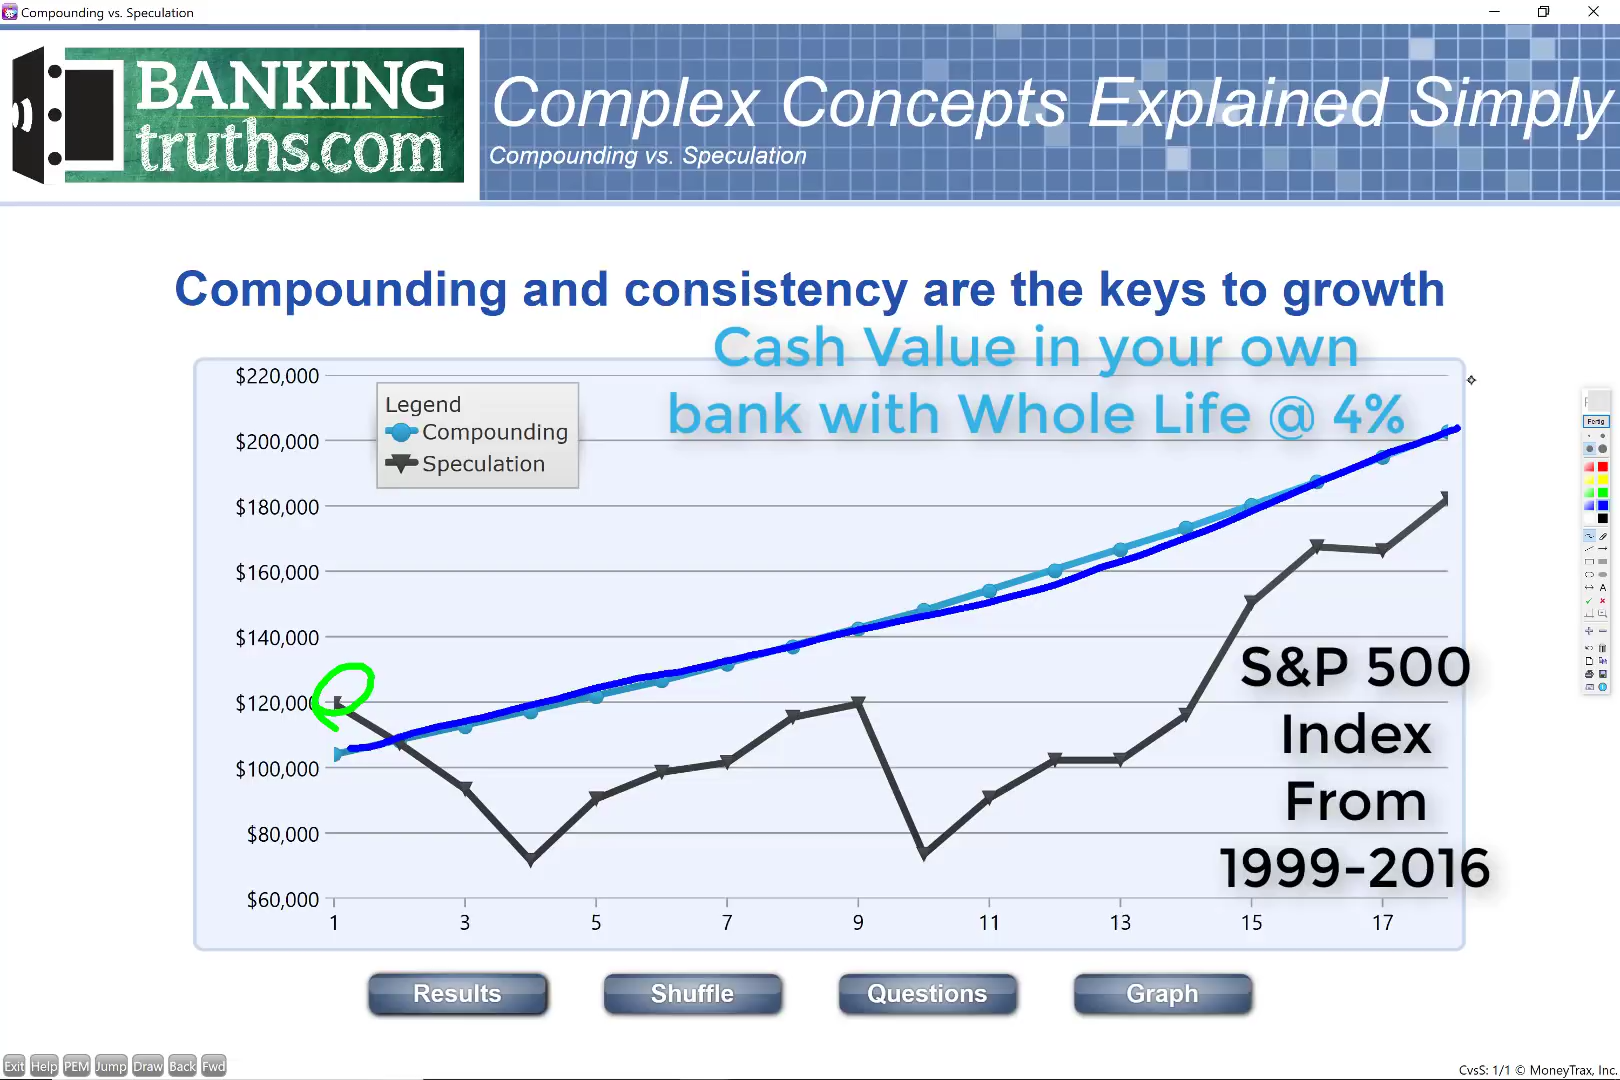 Compounding vs. Speculation
BANKING
truths.com
Complex Concepts Explained Simply
Compounding vs. Speculation
Compounding and consistency are the keys to growth
Cash Value in your own
bank with Whole Life @ 4%
$220,000
$200,000
$180,000
$160,000
$140,000
$120,000
$100,000
$80,000
$60,000
Legend
Compounding
Speculation
S&P 500
Index
From
1999-2016
1 3 5 7 9 11 13 15 17
Fertig
A
Results Shuffle Questions Graph
Exit Help PEM Jump Draw Back Fwd
CvsS: 1/1 © MoneyTrax, Inc.